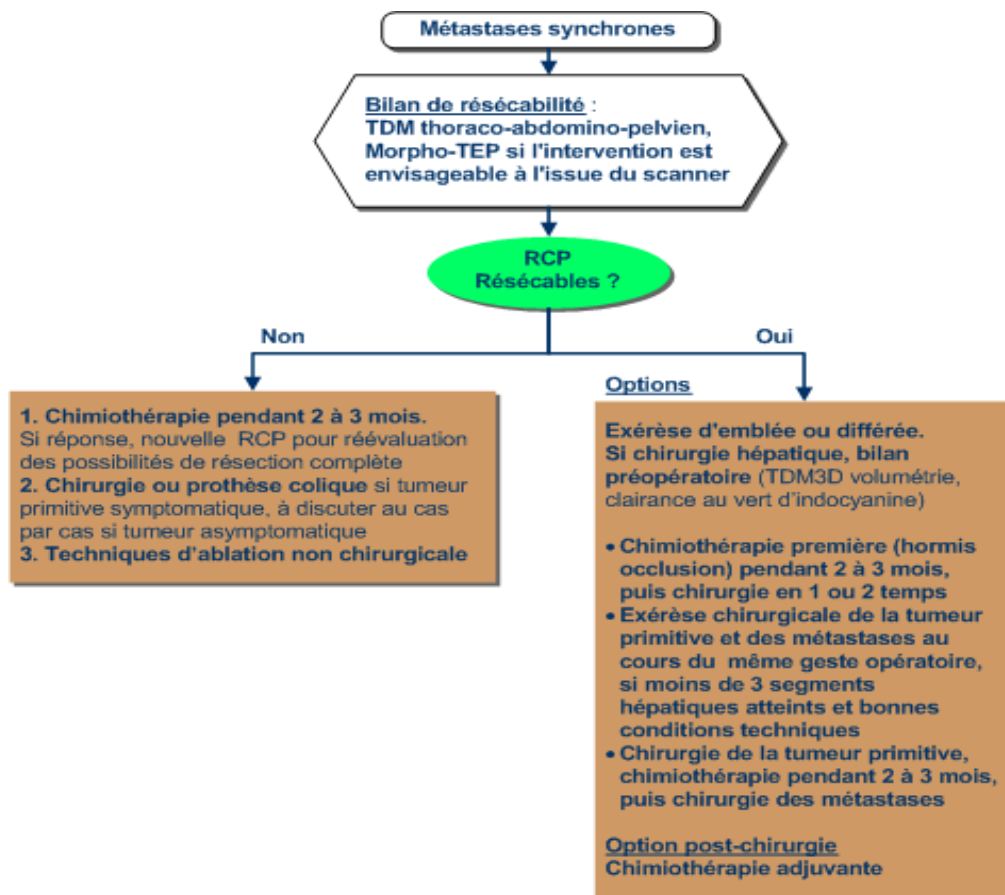 Métastases synchrones
Bilan de résécabilité :
TDM thoraco-abdomino-pelvien,
Morpho-TEP si l'intervention est
envisageable à l'issue du scanner
RCP
Résécables ?
Non
Oui
1. Chimiothérapie pendant 2 à 3 mois.
Si réponse, nouvelle RCP pour réévaluation
des possibilités de résection complète
2. Chirurgie ou prothèse colique si tumeur
primitive symptomatique, à discuter au cas
par cas si tumeur asymptomatique
3. Techniques d'ablation non chirurgicale
Options
Exérèse d'emblée ou différée.
Si chirurgie hépatique, bilan
préopératoire (TDM3D volumétrie,
clairance au vert d'indocyanine)
• Chimiothérapie première (hormis
occlusion) pendant 2 à 3 mois,
puis chirurgie en 1 ou 2 temps
• Exérèse chirurgicale de la tumeur
primitive et des métastases au
cours du même geste opératoire,
si moins de 3 segments
hépatiques atteints et bonnes
conditions techniques
• Chirurgie de la tumeur primitive,
chimiothérapie pendant 2 à 3 mois,
puis chirurgie des métastases
Option post-chirurgie
Chimiothérapie adjuvante